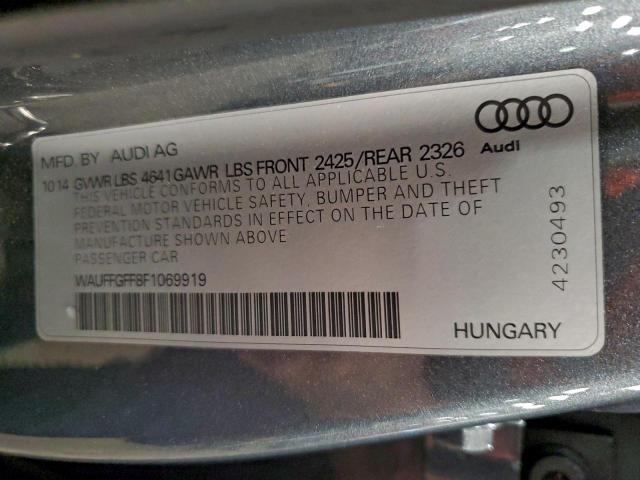 MFD. BY AUDI AG
Audi
10 14 GVWR LBS 4641 GAWR LBS FRONT 2425/REAR 2326
THIS VEHICLE CONFORMS TO ALL APPLICABLE U.S.
FEDERAL MOTOR VEHICLE SAFETY, BUMPER AND THEFT
PREVENTION STANDARDS IN EFFECT ON THE DATE OF
MANUFACTURE SHOWN ABOVE
PASSENGER CAR
WAUFFGFF8F1069919
4230493
HUNGARY